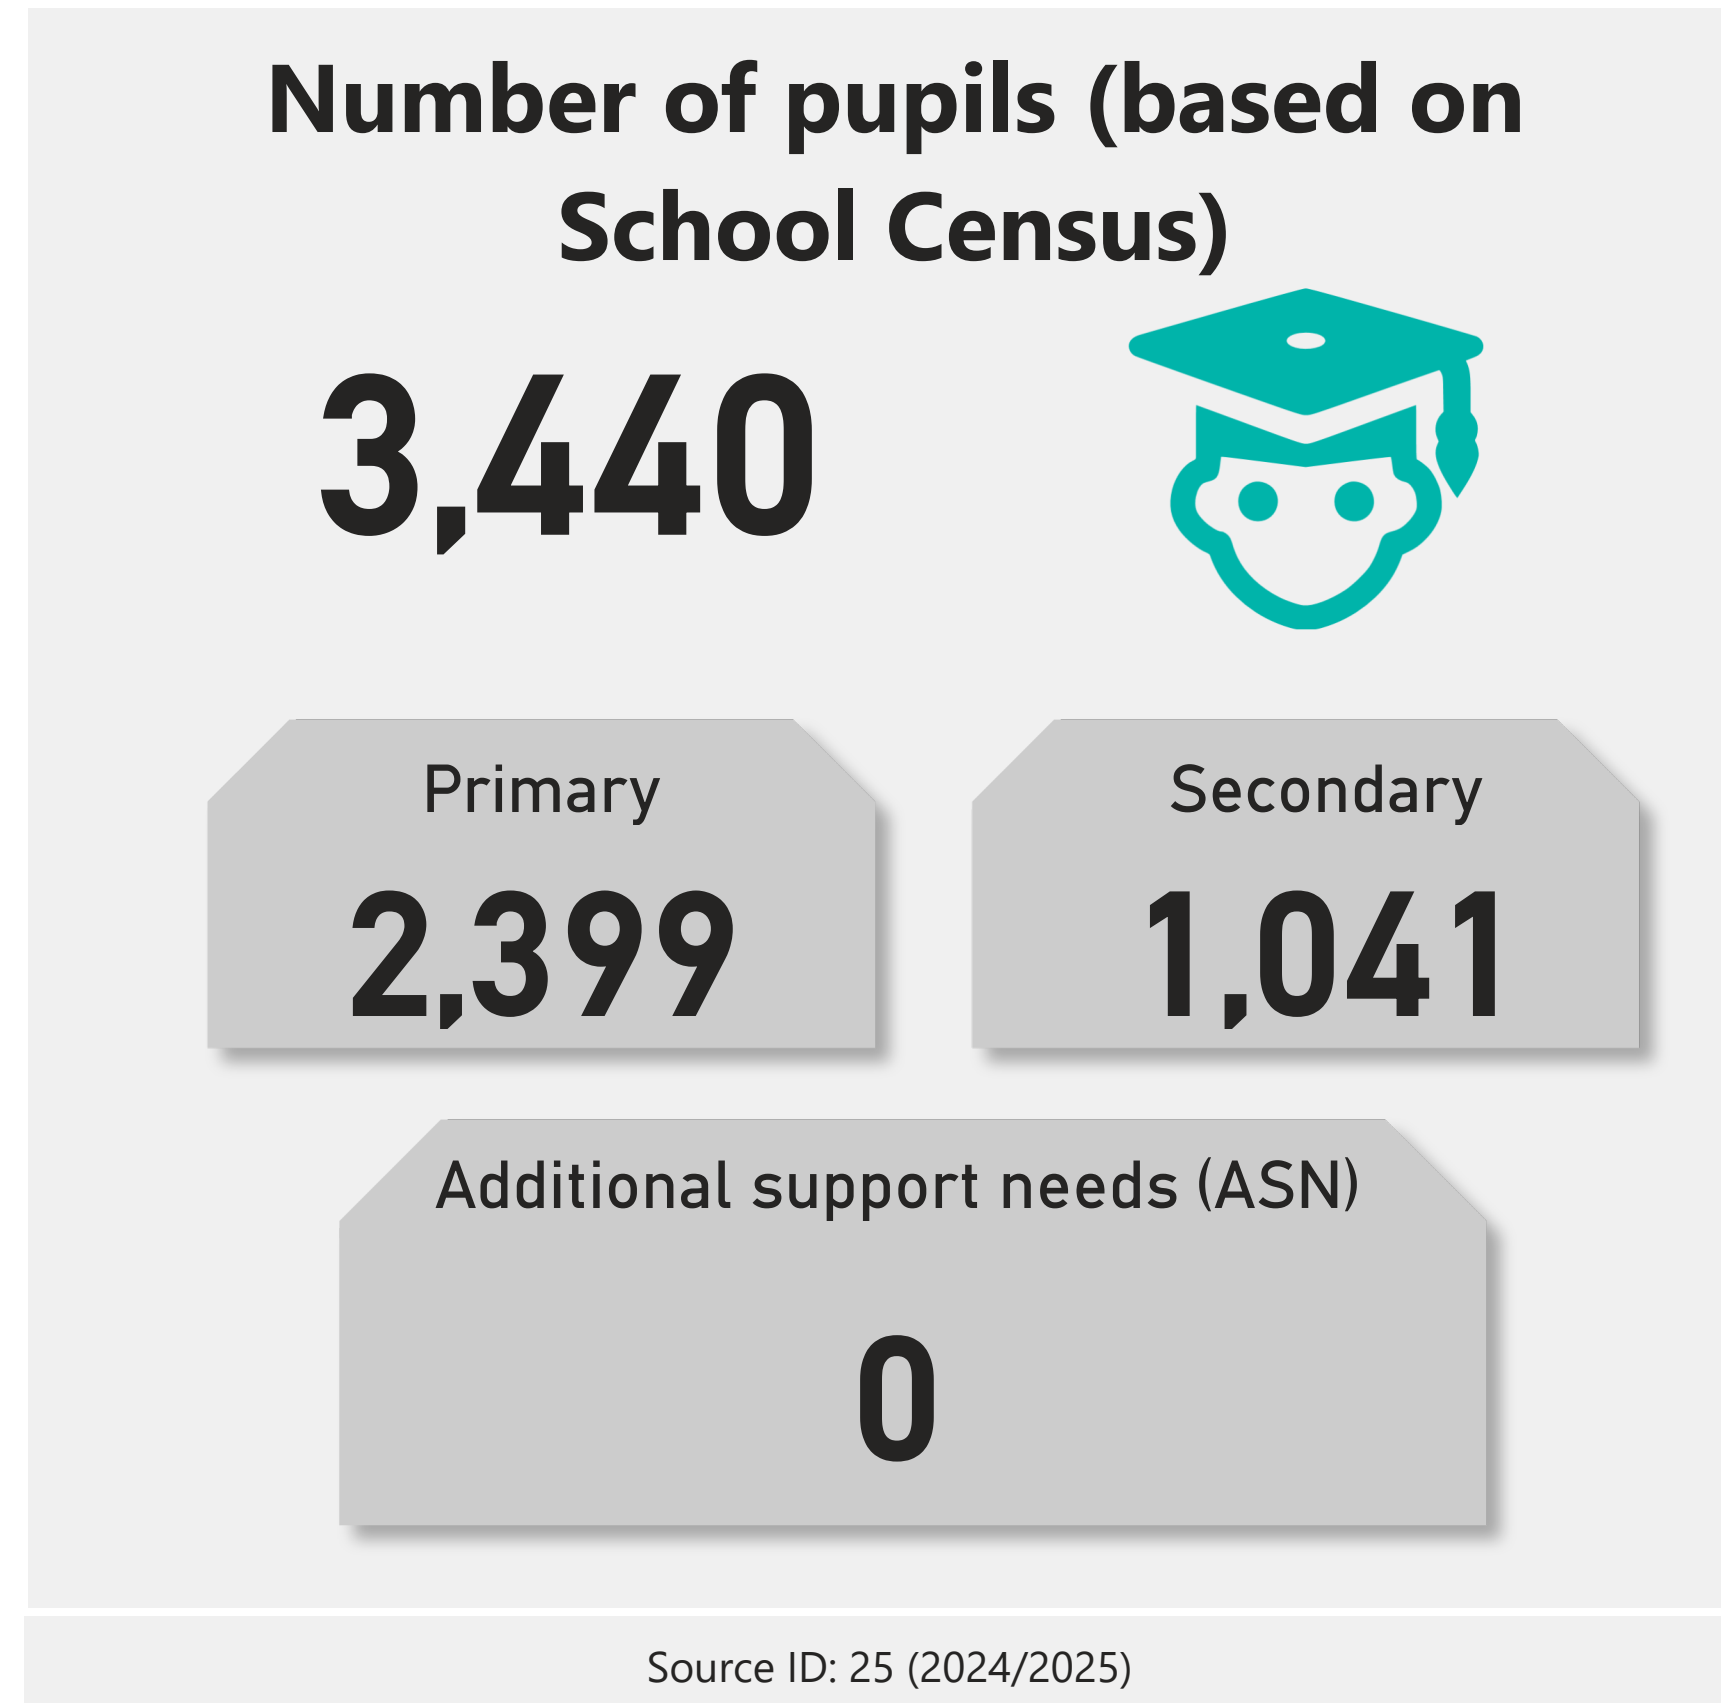 Number of pupils (based on
School Census)
3,440
Primary
2,399
Secondary
1,041
Additional support needs (ASN)
0
Source ID: 25 (2024/2025)